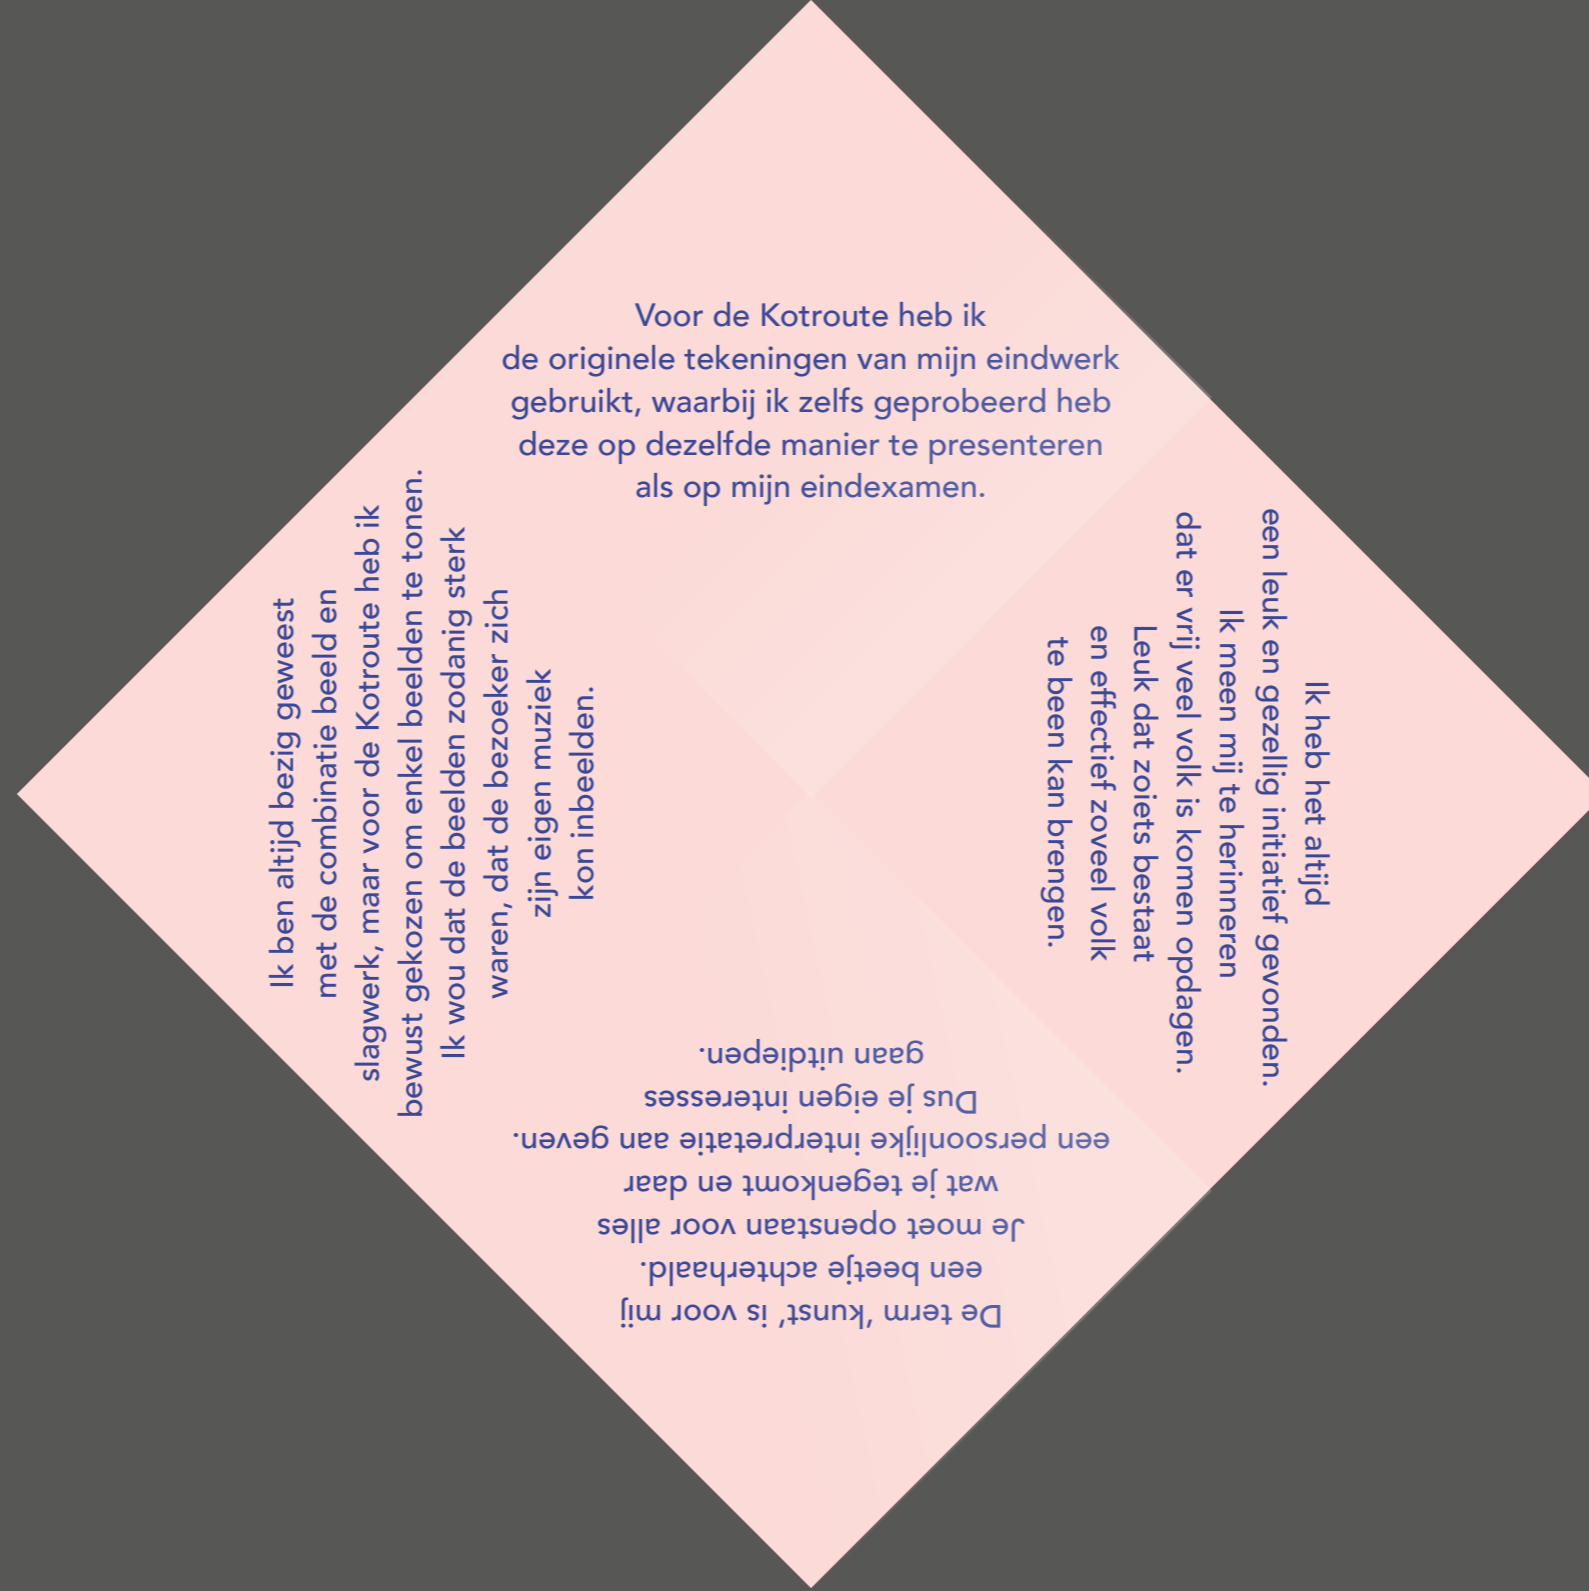 Voor de Kotroute heb ik
de originele tekeningen van mijn eindwerk
gebruikt, waarbij ik zelfs geprobeerd heb
deze op dezelfde manier te presenteren
als op mijn eindexamen.
Ik heb het altijd
een leuk en gezellig initiatief gevonden.
Ik meen mij te herinneren
dat er vrij veel volk is komen opdagen.
Leuk dat zoiets bestaat
en effectief zoveel volk
te been kan brengen.
De term ‘kunst’ is voor mij
een beetje achterhaald.
Je moet openstaan voor alles
wat je tegenkomt en daar
een persoonlijke interpretatie aan geven.
Dus je eigen interesses
gaan uitdiepen.
Ik ben altijd bezig geweest
met de combinatie beeld en
slagwerk, maar voor de Kotroute heb ik
bewust gekozen om enkel beelden te tonen.
Ik wou dat de beelden zodanig sterk
waren, dat de bezoeker zich
zijn eigen muziek
kon inbeelden.